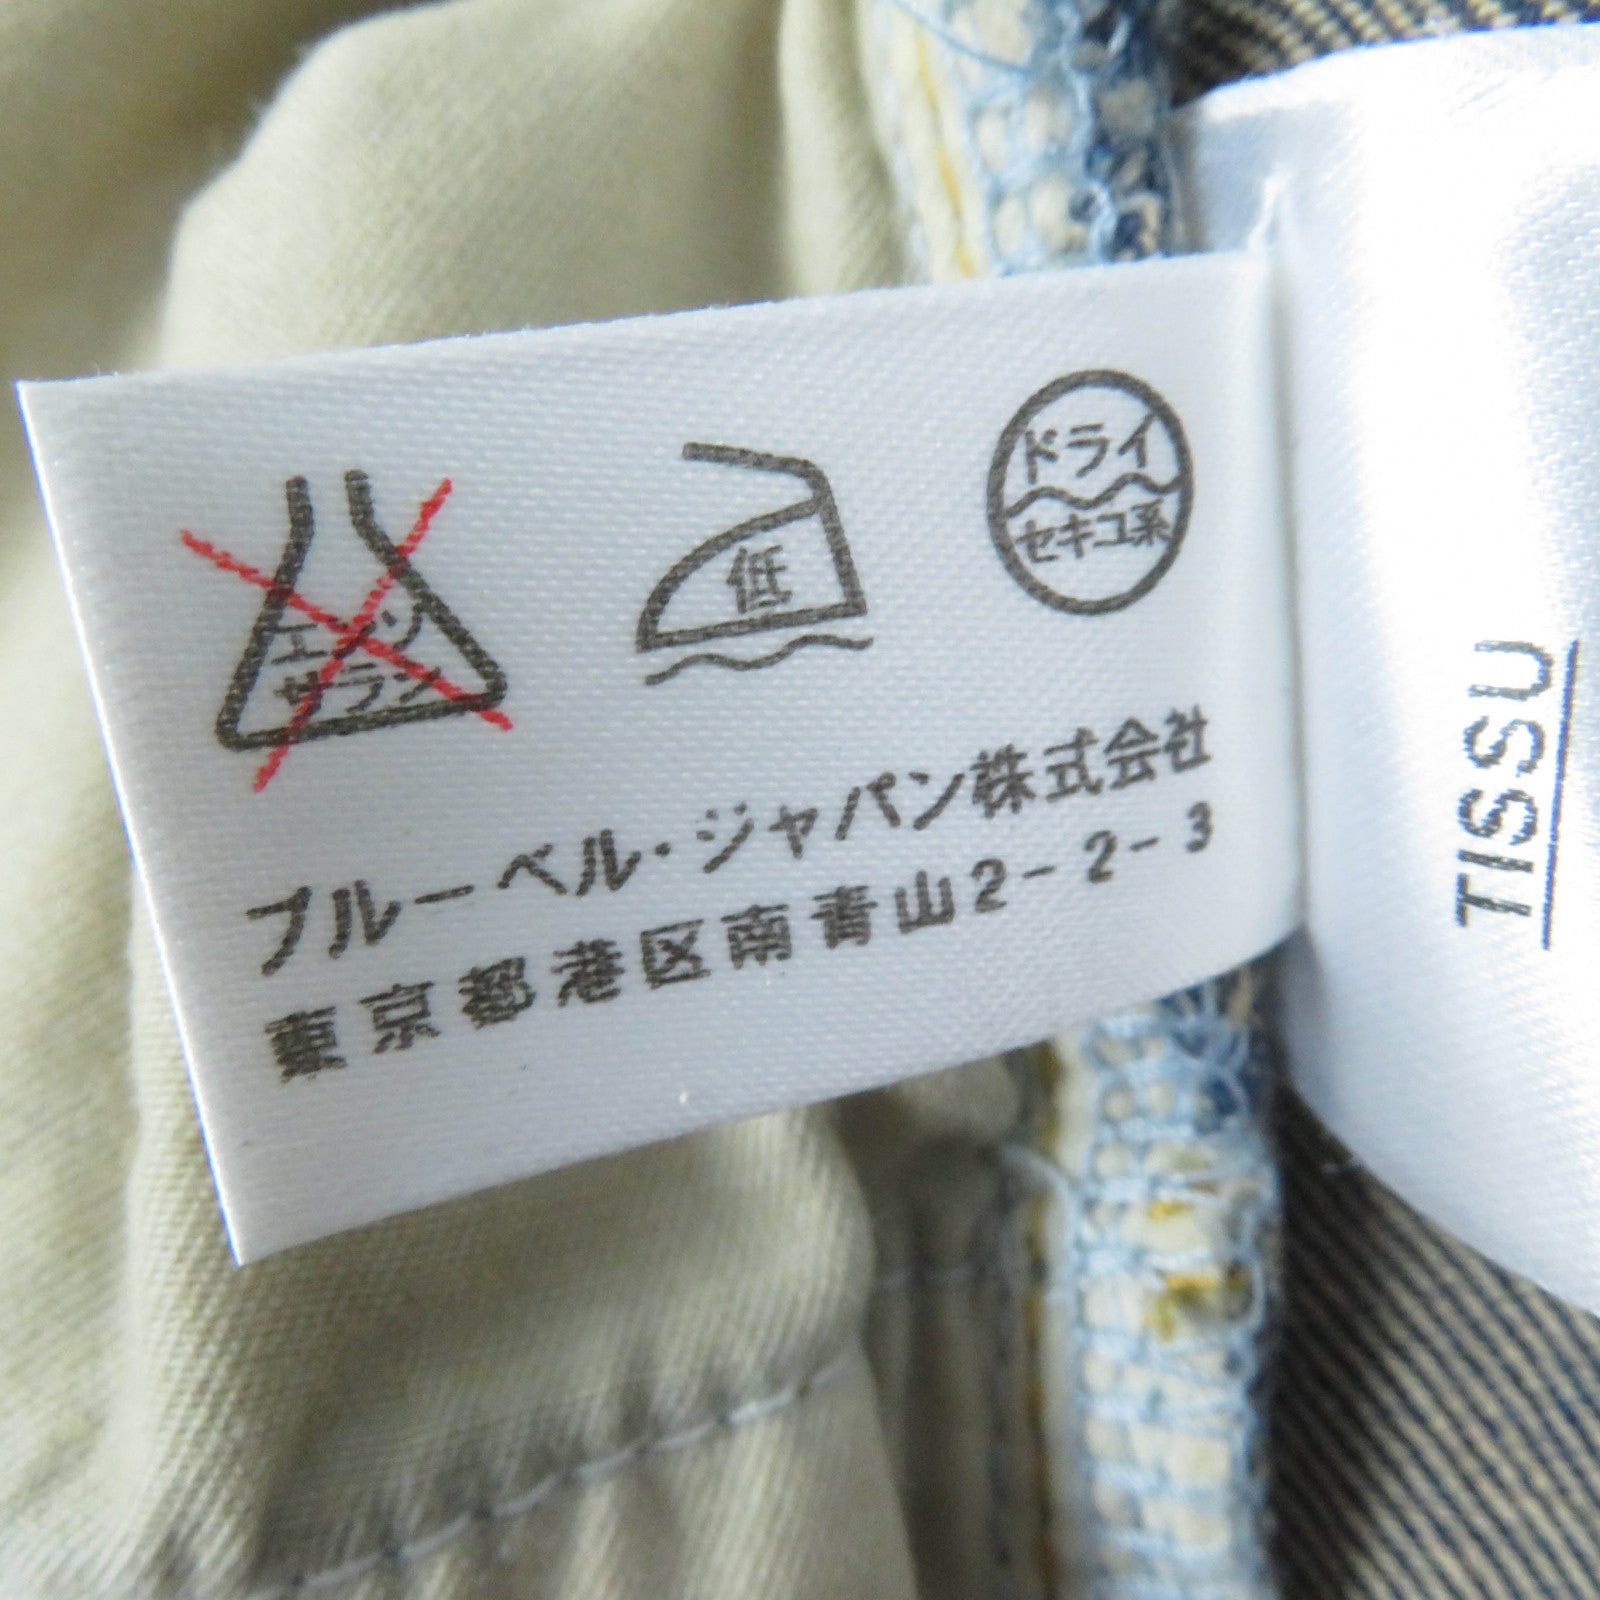 エンソ
サラシ
低
ドライ
セキユ系
ブルーベル・ジャパン株式会社
東京都港区南青山2-2-3
TISSU